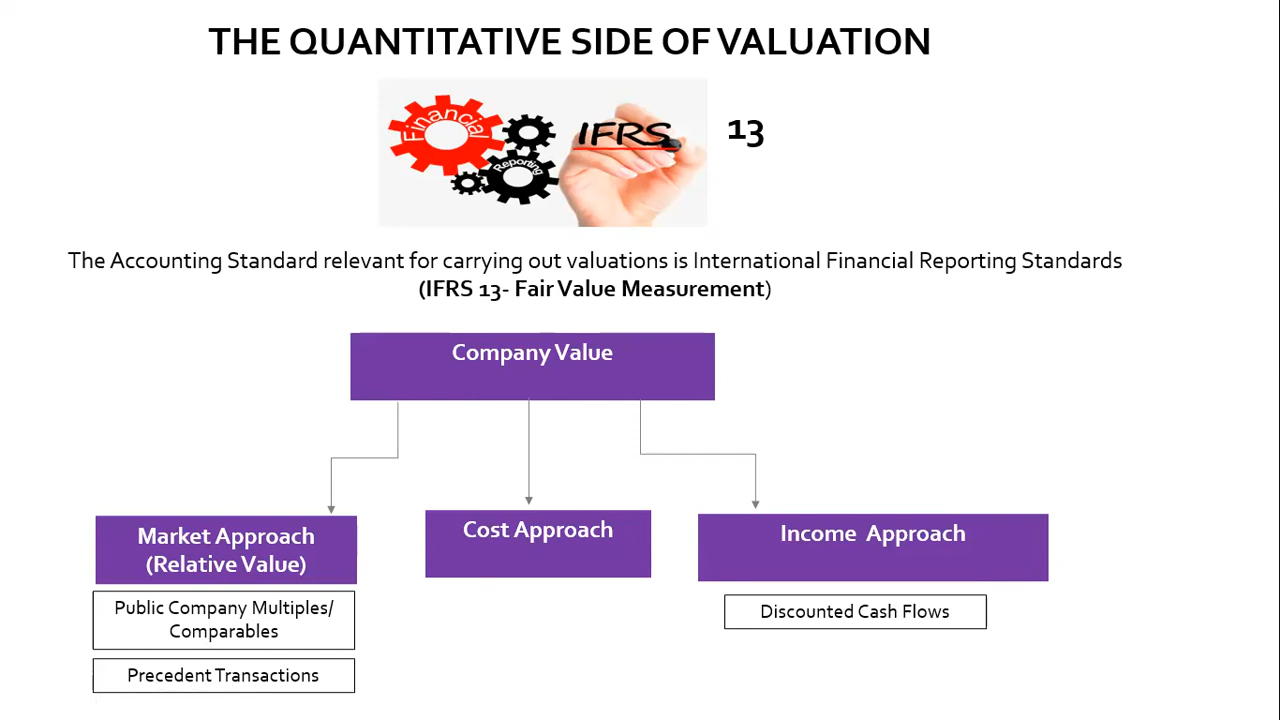 THE QUANTITATIVE SIDE OF VALUATION
Financial
Reporting
IFRS
13
The Accounting Standard relevant for carrying out valuations is International Financial Reporting Standards
(IFRS 13- Fair Value Measurement)
Company Value
Market Approach
(Relative Value)
Public Company Multiples/
Comparables
Precedent Transactions
Cost Approach
Income Approach
Discounted Cash Flows